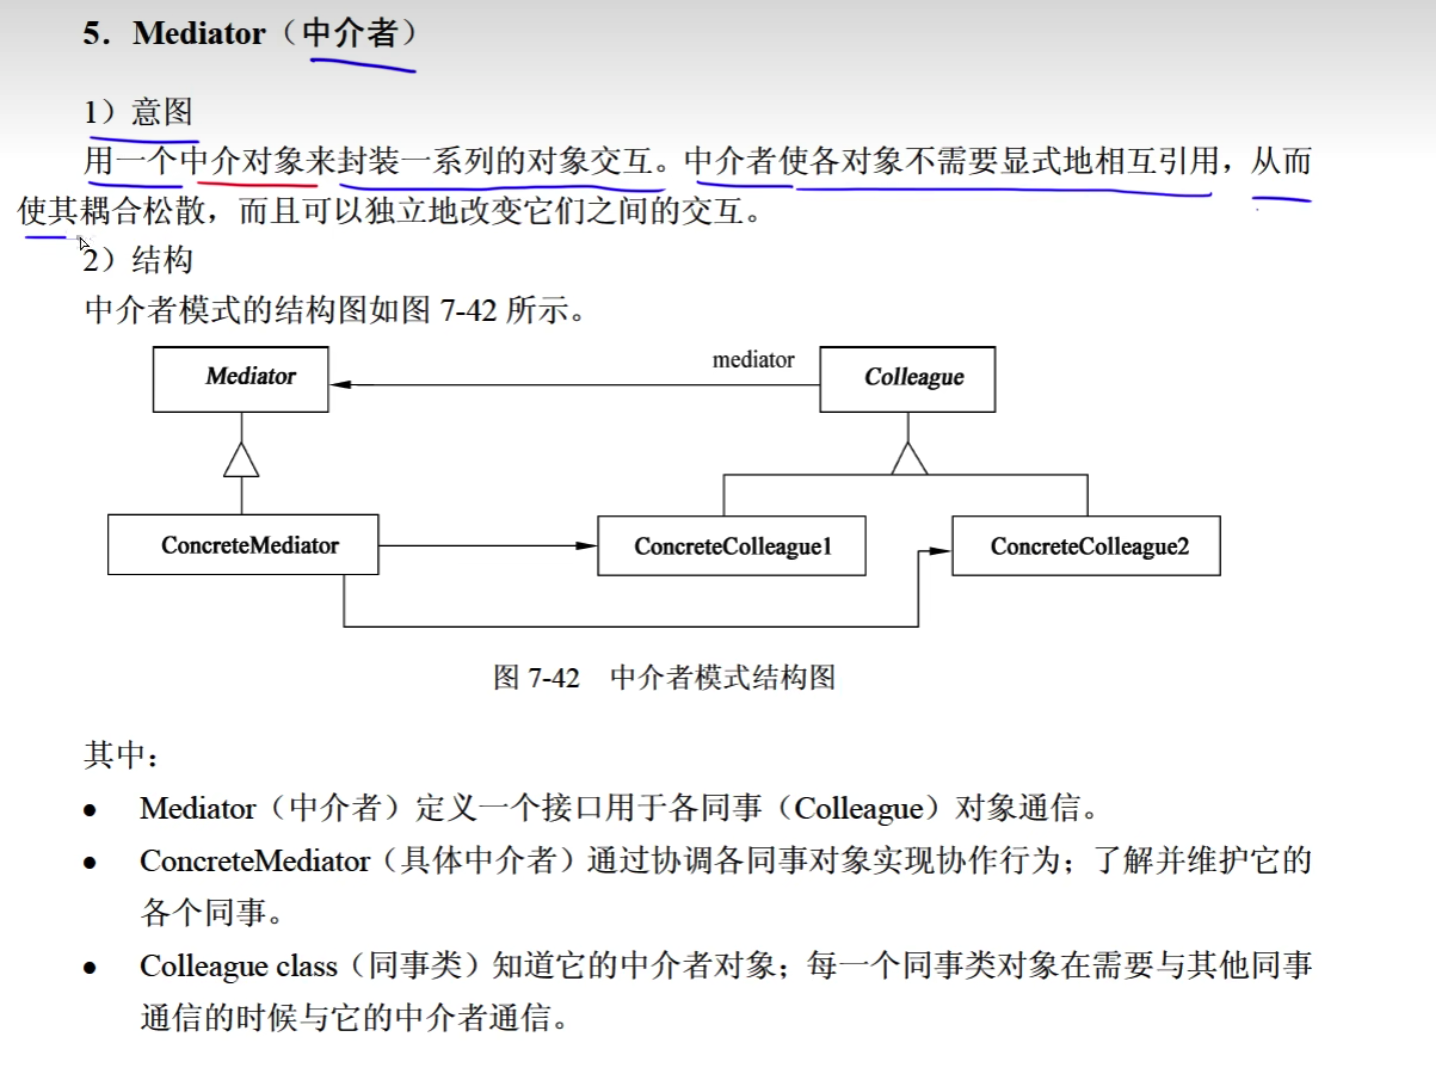 5．Mediator（中介者）
1）意图
用一个中介对象来封装一系列的对象交互。中介者使各对象不需要显式地相互引用，从而
使其耦合松散，而且可以独立地改变它们之间的交互。
2）结构
中介者模式的结构图如图 7-42 所示。
Mediator
mediator
Colleague
ConcreteMediator
ConcreteColleague1
ConcreteColleague2
图 7-42 中介者模式结构图
其中：
● Mediator（中介者）定义一个接口用于各同事（Colleague）对象通信。
● ConcreteMediator（具体中介者）通过协调各同事对象实现协作行为；了解并维护它的
各个同事。
● Colleague class（同事类）知道它的中介者对象；每一个同事类对象在需要与其他同事
通信的时候与它的中介者通信。